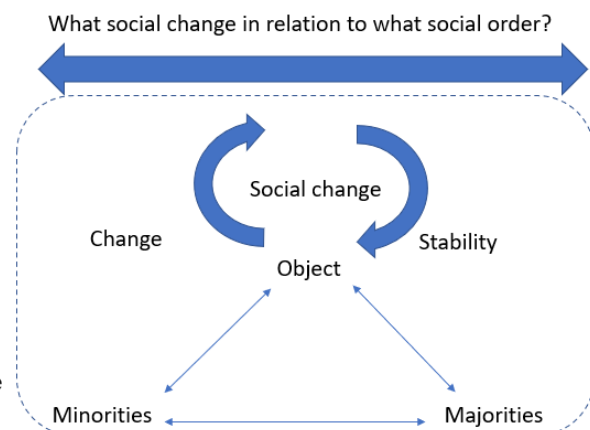 What social change in relation to what social order?
Social change
Change
Stability
Object
Minorities
Majorities